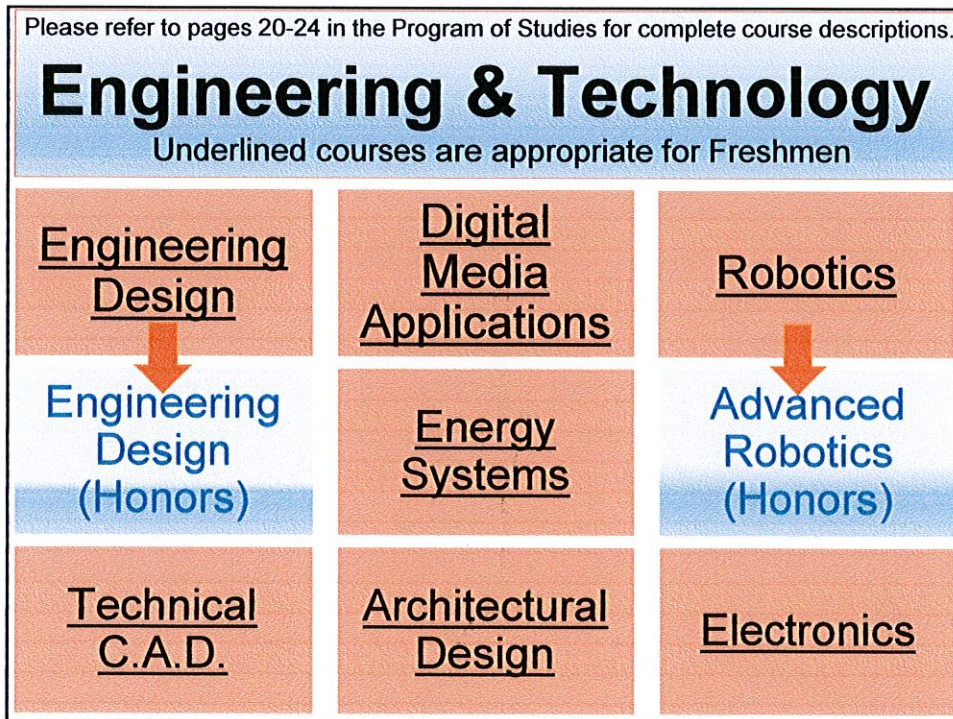 Please refer to pages 20-24 in the Program of Studies for complete course descriptions.
Engineering & Technology
Underlined courses are appropriate for Freshmen
Engineering
Design
Digital
Media
Applications
Robotics
Engineering
Design
(Honors)
Energy
Systems
Advanced
Robotics
(Honors)
Technical
C.A.D.
Architectural
Design
Electronics